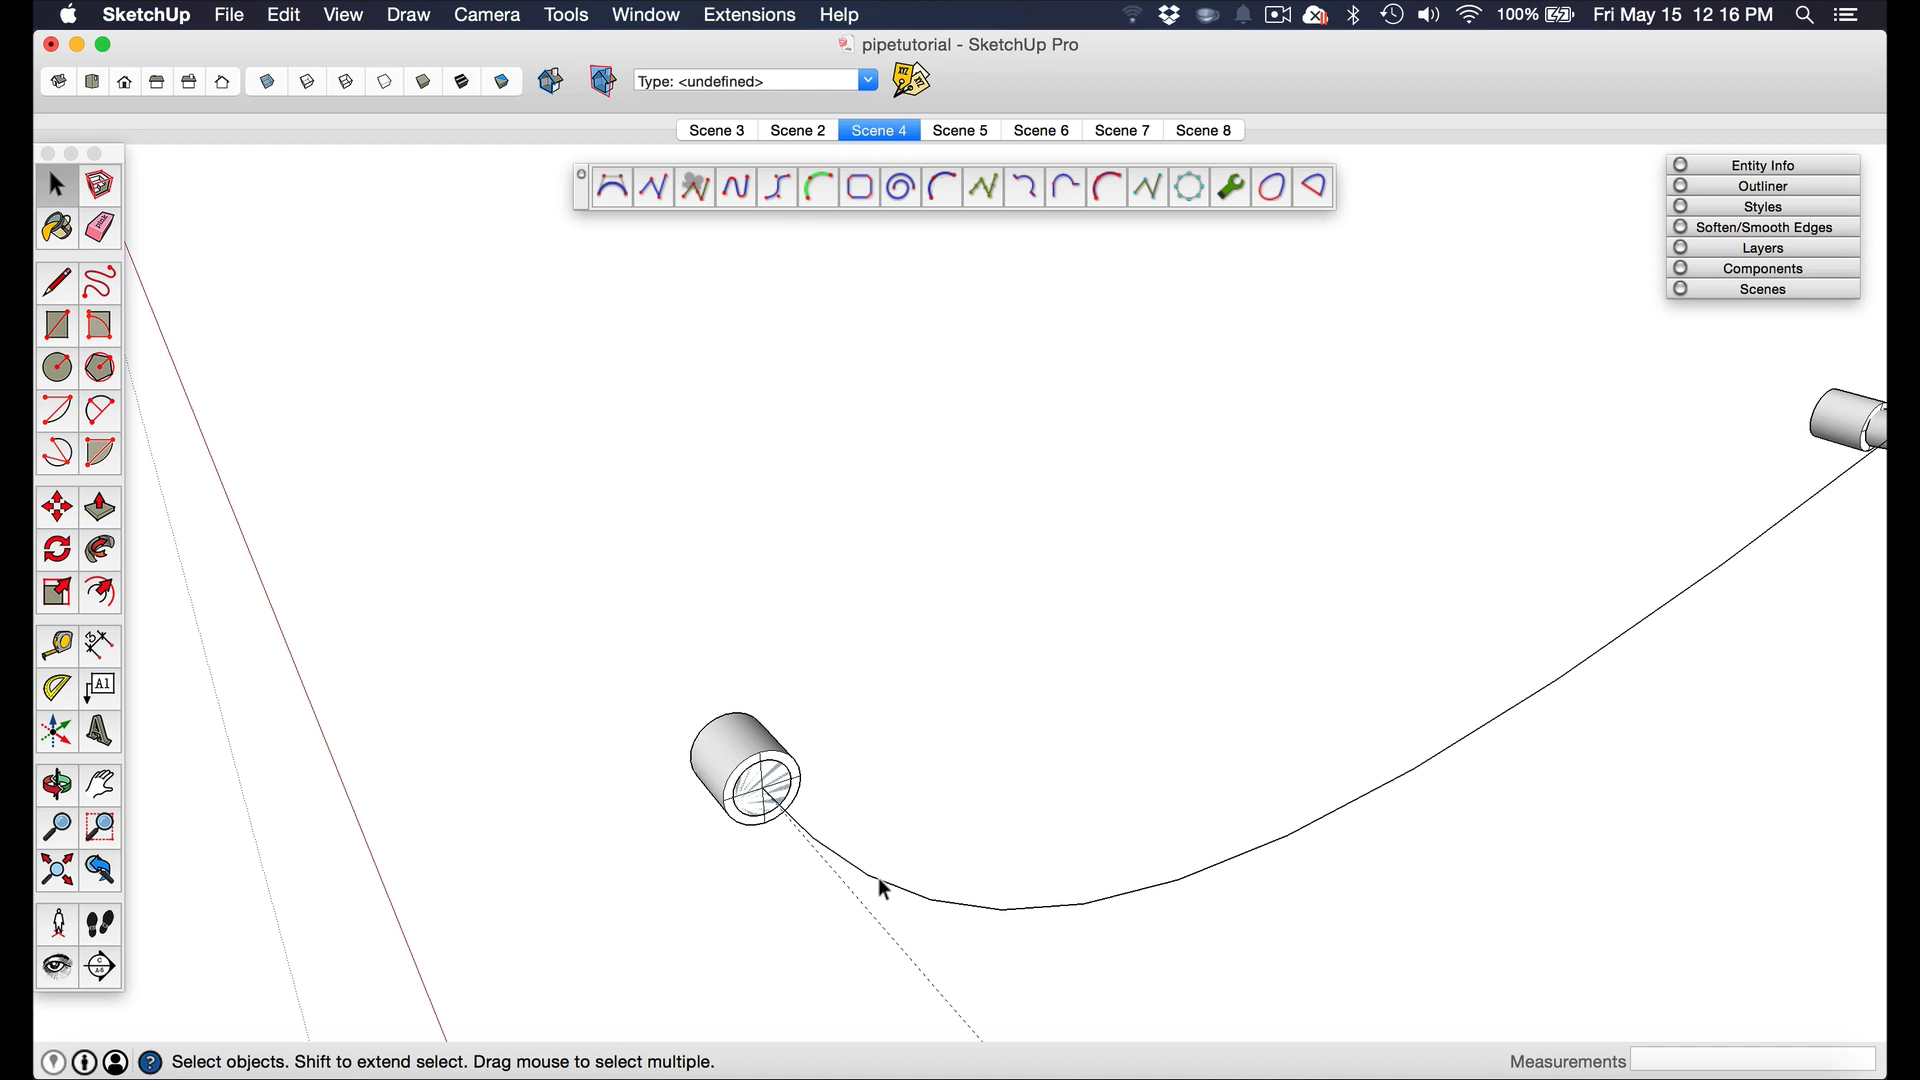 SketchUp File Edit View Draw Camera Tools Window Extensions Help 100% Fri May 15 12 16 PM
pipetutorial - SketchUp Pro
Type: <undefined>
Scene 3 Scene 2 Scene 4 Scene 5 Scene 6 Scene 7 Scene 8
Entity Info
Outliner
Styles
Soften/Smooth Edges
Layers
Components
Scenes
A1
Select objects. Shift to extend select. Drag mouse to select multiple.
Measurements